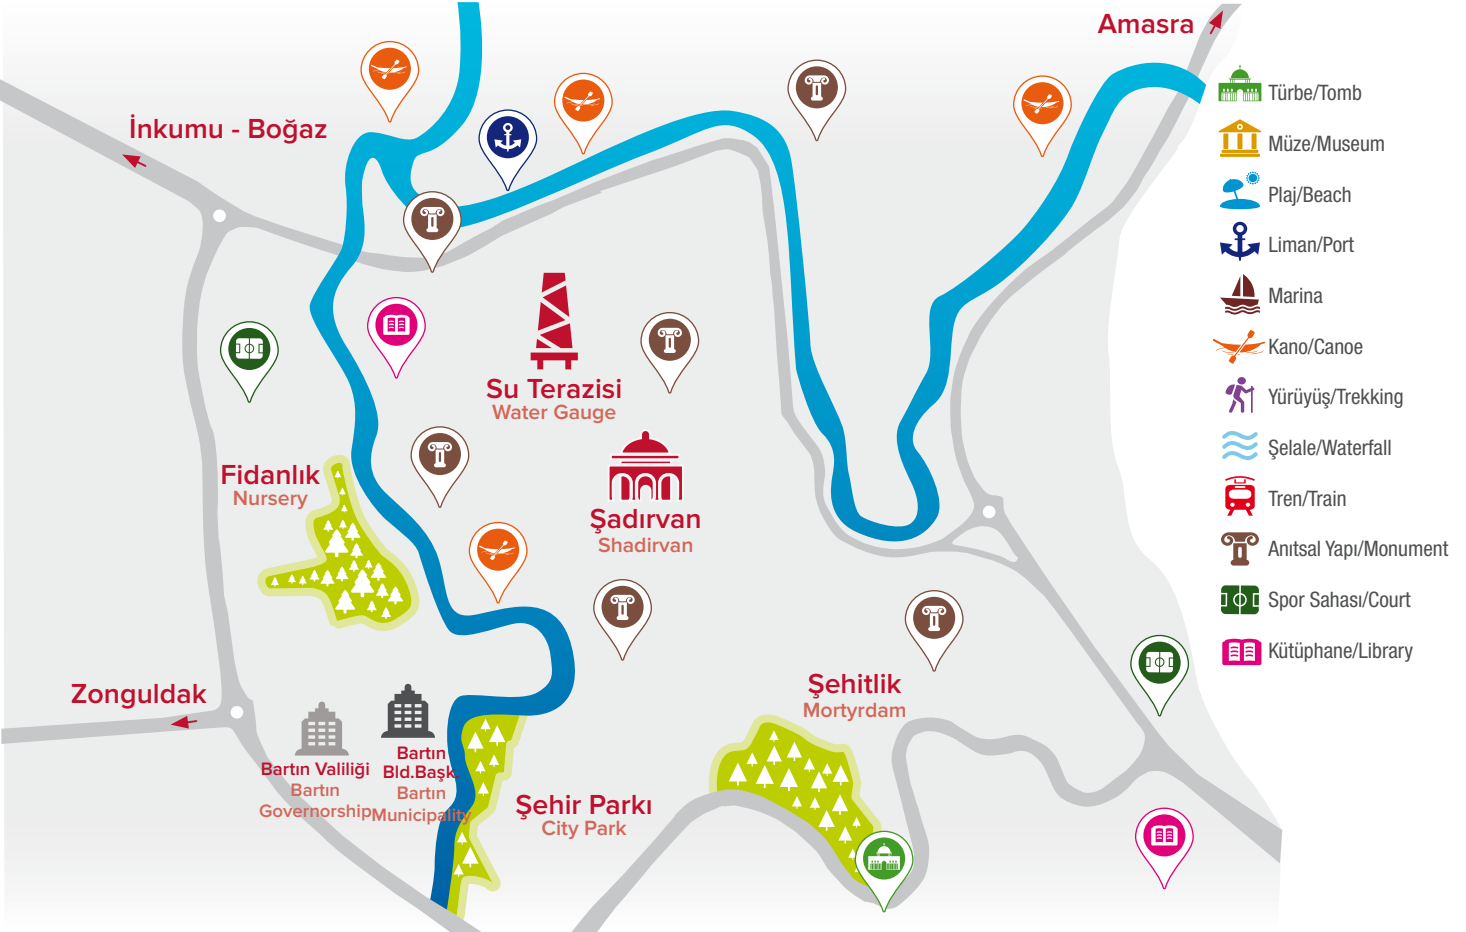 Amasra
İnkumu - Boğaz
Su Terazisi
Water Gauge
Fidanlık
Nursery
Şadırvan
Shadirvan
Zonguldak
Şehitlik
Mortyrdam
Bartın Valiliği
Bartın
Governorship
Bartın
Bld.Başk.
Bartın
Municipality
Şehir Parkı
City Park
Türbe/Tomb
Müze/Museum
Plaj/Beach
Liman/Port
Marina
Kano/Canoe
Yürüyüş/Trekking
Şelale/Waterfall
Tren/Train
Anıtsal Yapı/Monument
Spor Sahası/Court
Kütüphane/Library